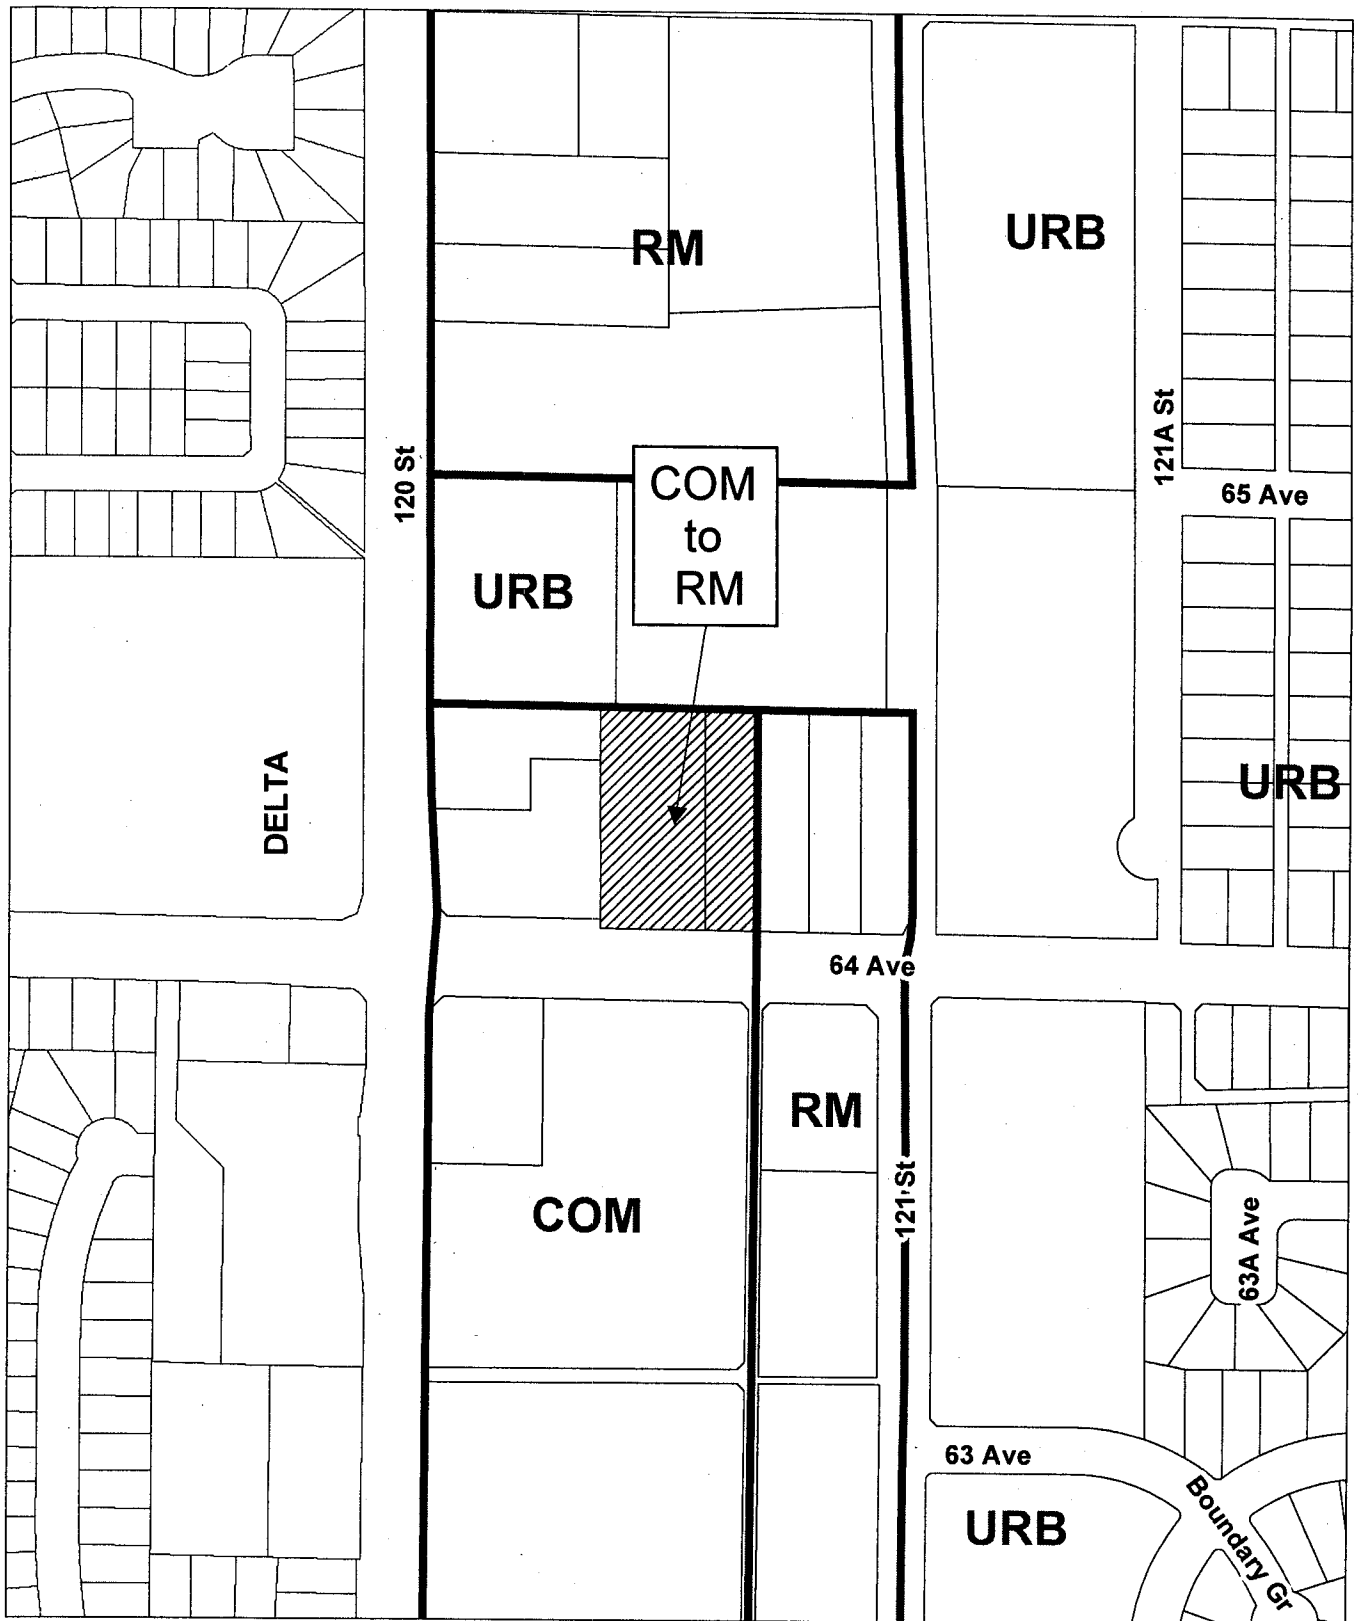 RM
URB
120 St
121A St
65 Ave
COM
to
RM
URB
DELTA
URB
64 Ave
RM
121 St
COM
63A Ave
63 Ave
URB
Boundary Gr